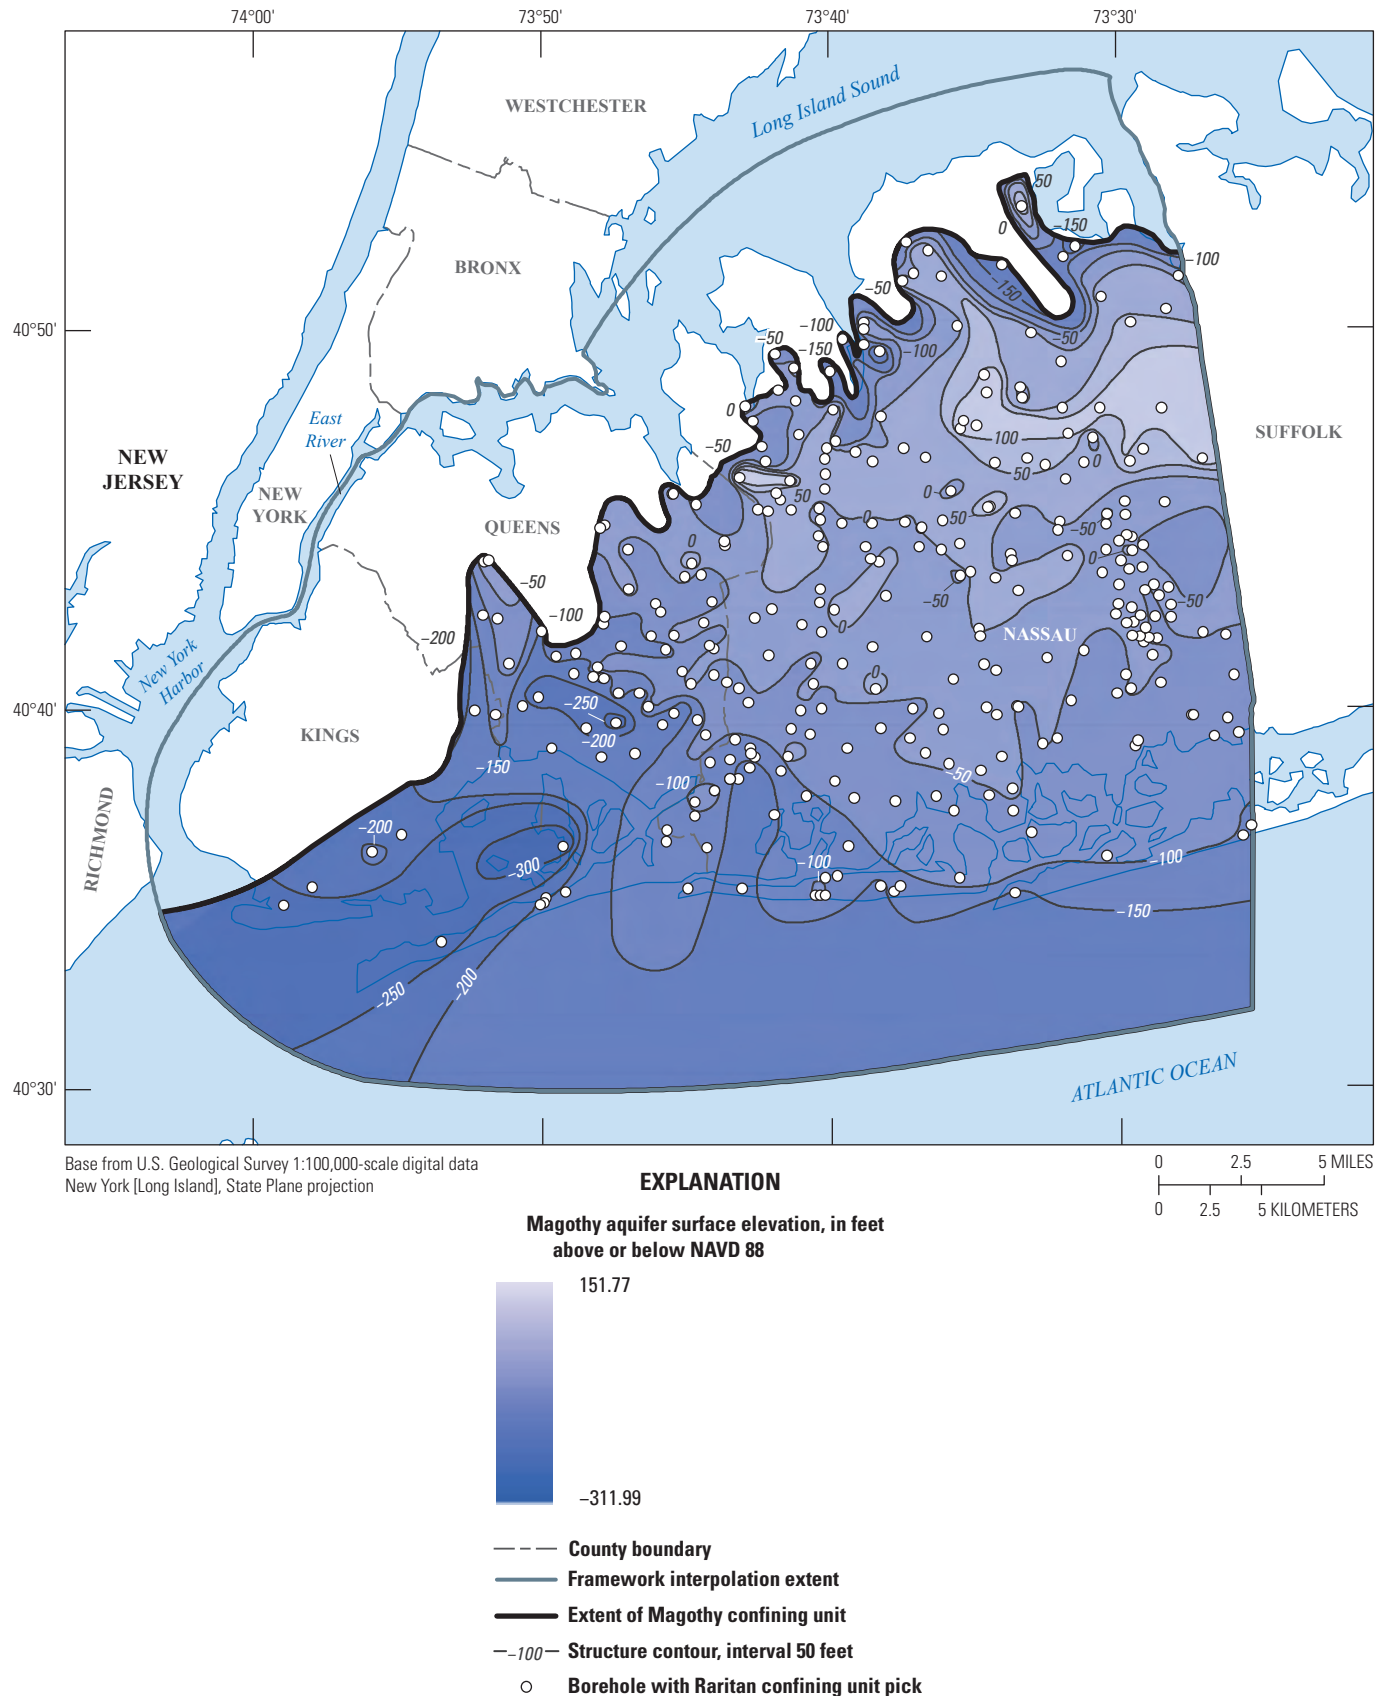 74°00'
73°50'
73°40'
73°30'
WESTCHESTER
Long Island Sound
50
0
–150
–100
BRONX
–50
–150
40°50'
–100
–50
–150
–100
–50
0
East
River
–50
100
SUFFOLK
NEW
JERSEY
NEW
YORK
QUEENS
50
0
0
50
0
–50
–50
0
0
–50
–50
–50
–100
0
NASSAU
–200
New York
Harbor
0
40°40'
–250
–200
KINGS
–150
–100
–50
RICHMOND
–200
–300
–100
–100
–150
–250
–200
ATLANTIC OCEAN
40°30'
Base from U.S. Geological Survey 1:100,000-scale digital data
New York [Long Island], State Plane projection
0 2.5 5 MILES
0 2.5 5 KILOMETERS
EXPLANATION
Magothy aquifer surface elevation, in feet
above or below NAVD 88
151.77
–311.99
County boundary
Framework interpolation extent
Extent of Magothy confining unit
–100 Structure contour, interval 50 feet
Borehole with Raritan confining unit pick